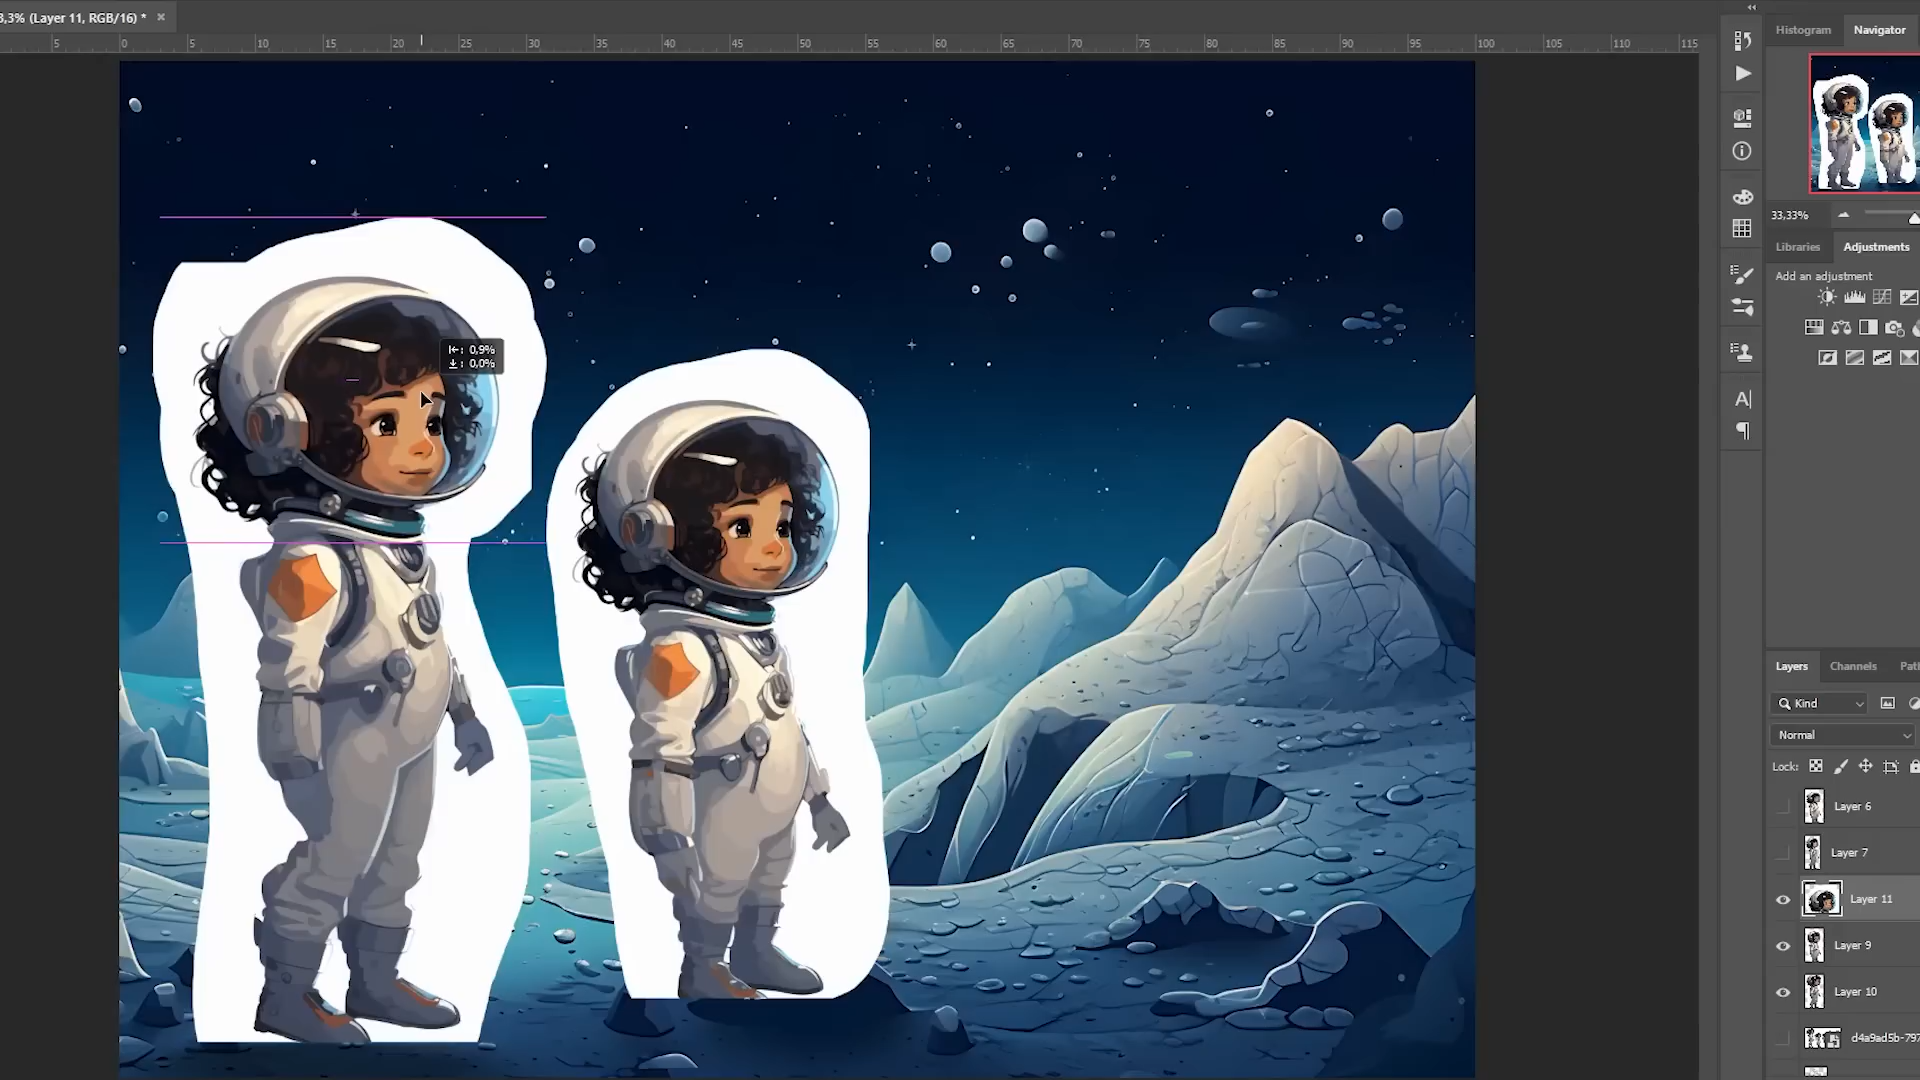 3,3% (Layer 11, RGB/16) *
5 0 5 10 15 20 25 30 35 40 45 50 55 60 65 70 75 80 85 90 95 100 105 110 115
Histogram Navigator
33,33%
Libraries Adjustments
Add an adjustment
0,9%
0,0%
Layers Channels Pat
Kind
Normal
Lock:
Layer 6
Layer 7
Layer 11
Layer 9
Layer 10
d4a9ad5b-797